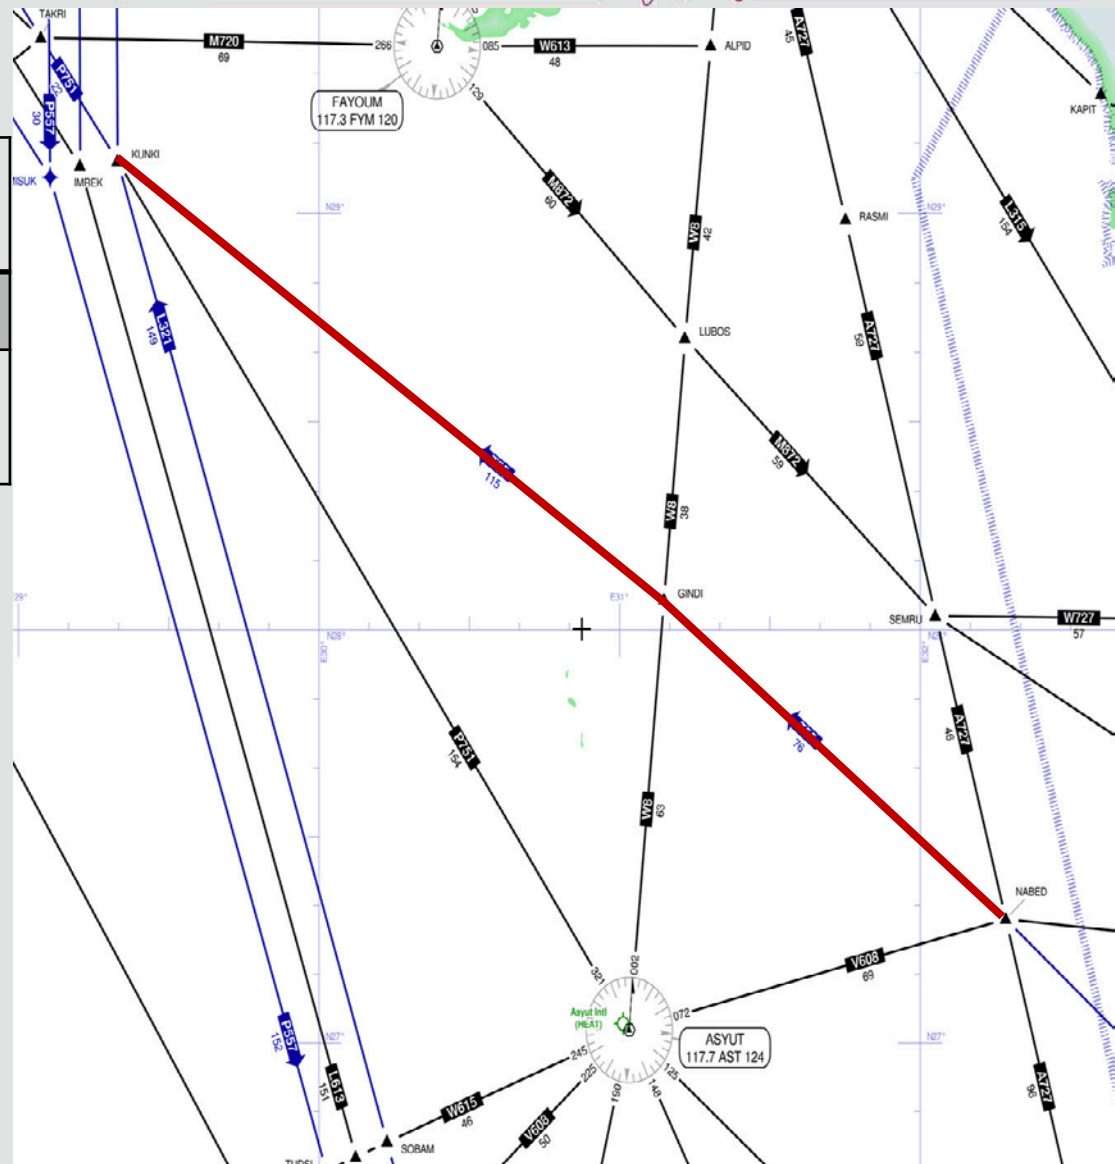 TAKRI
M720
69
266
085
W613
48
ALPID
A727
45
KAPIT
P751
P557
30
129
FAYOUM
117.3 FYM 120
KUNKI
IMREK
M872
60
N29°
N29°
RASMI
L315
154
W8
42
L321
149
LUBOS
A727
59
M872
59
115
W8
38
29°
E31°
GINDI
SEMRU
W727
57
N28°
E30°
E32°
P751
154
76
A727
46
W8
63
NABED
V608
69
321
002
072
Asyut Intl
(HEAT)
ASYUT
117.7 AST 124
N27°
N27°
P557
152
L613
151
245
225
190
148
125
W615
46
V608
50
A727
96
SOBAM